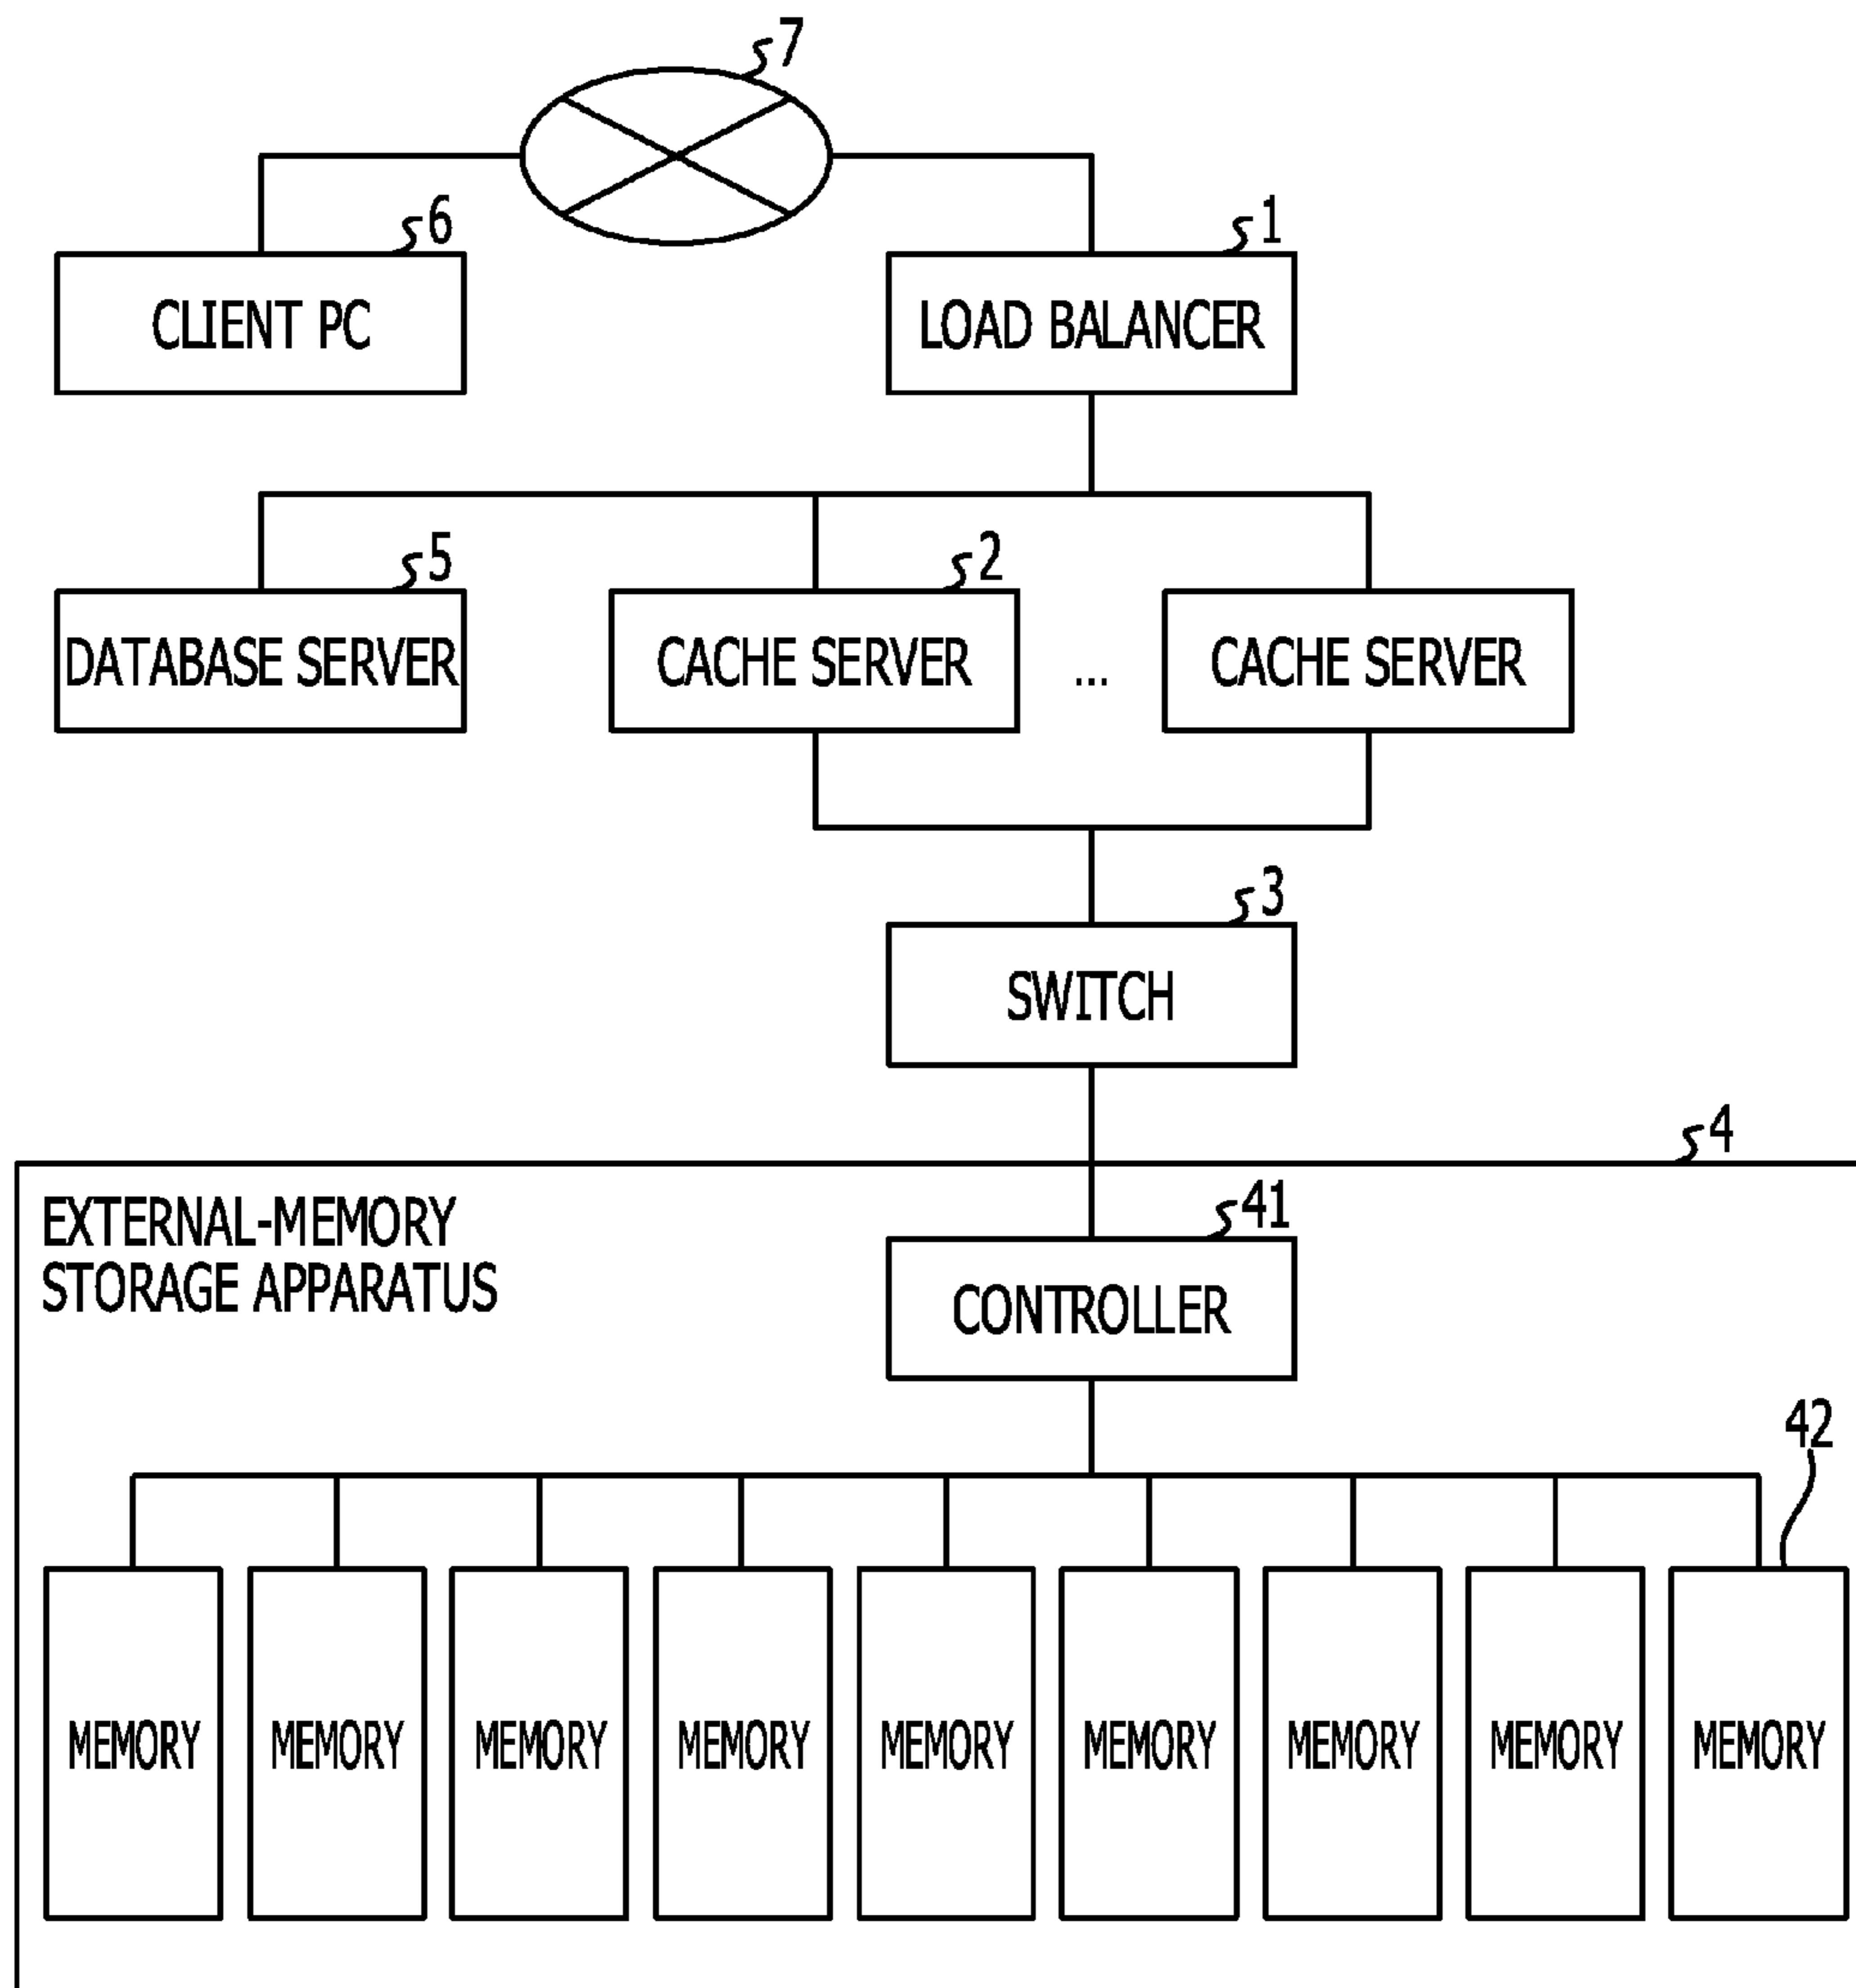 7
6
1
CLIENT PC
LOAD BALANCER
5
2
DATABASE SERVER
CACHE SERVER
...
CACHE SERVER
3
SWITCH
4
EXTERNAL-MEMORY
STORAGE APPARATUS
41
CONTROLLER
42
MEMORY
MEMORY
MEMORY
MEMORY
MEMORY
MEMORY
MEMORY
MEMORY
MEMORY